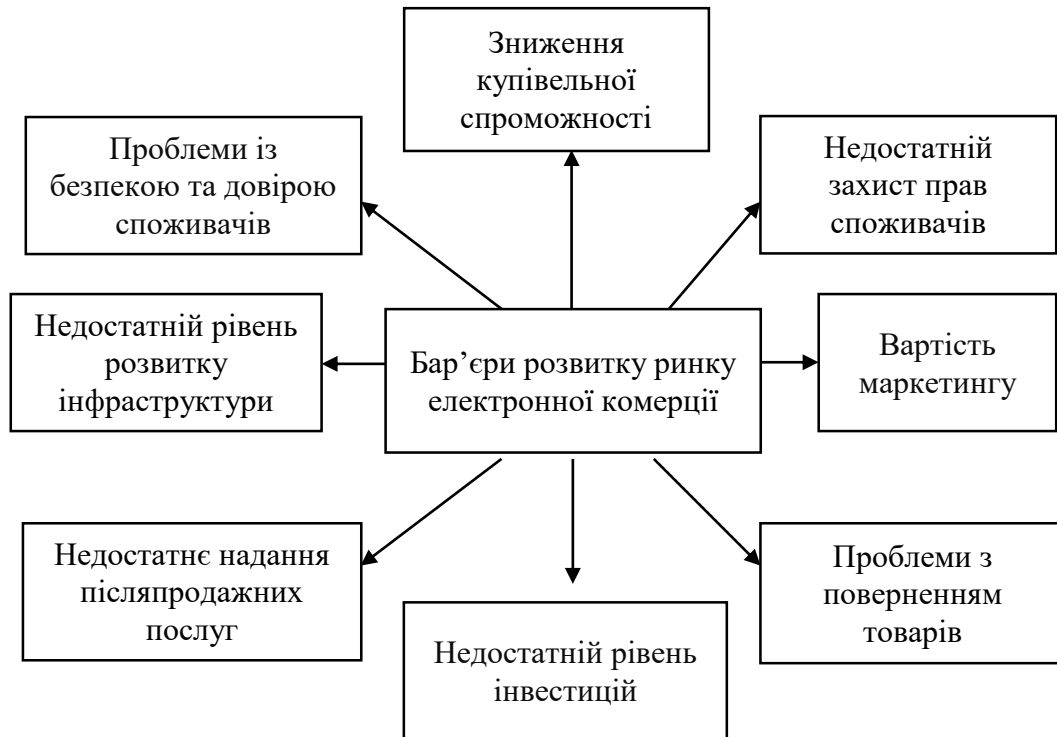 Зниження
купівельної
спроможності
Проблеми із
безпекою та довірою
споживачів
Недостатній
захист прав
споживачів
Недостатній рівень
розвитку
інфраструктури
Бар’єри розвитку ринку
електронної комерції
Вартість
маркетингу
Недостатнє надання
післяпродажних
послуг
Недостатній рівень
інвестицій
Проблеми з
поверненням
товарів